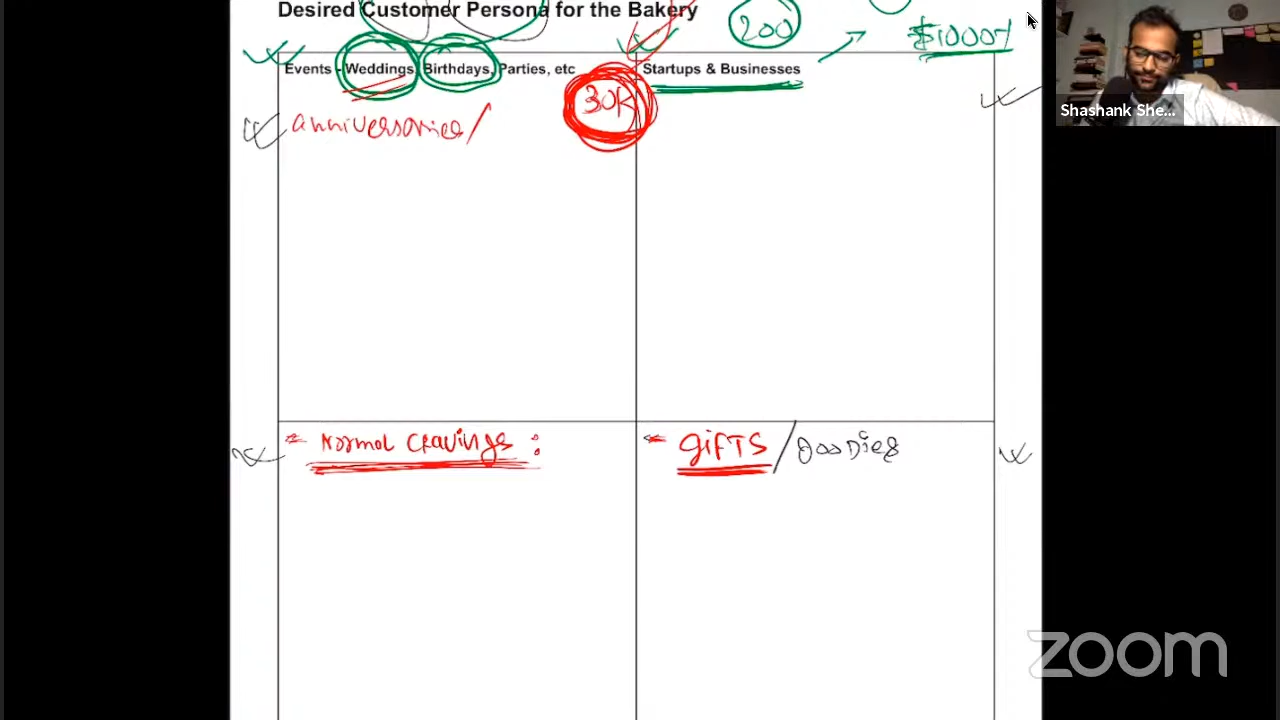 Desired Customer Persona for the Bakery
200
$1000/
Events - Weddings, Birthdays, Parties, etc
Startups & Businesses
30K
anniversaries/
Shashank She...
Normal Cravings:
GIFTS / Goodies
zoom